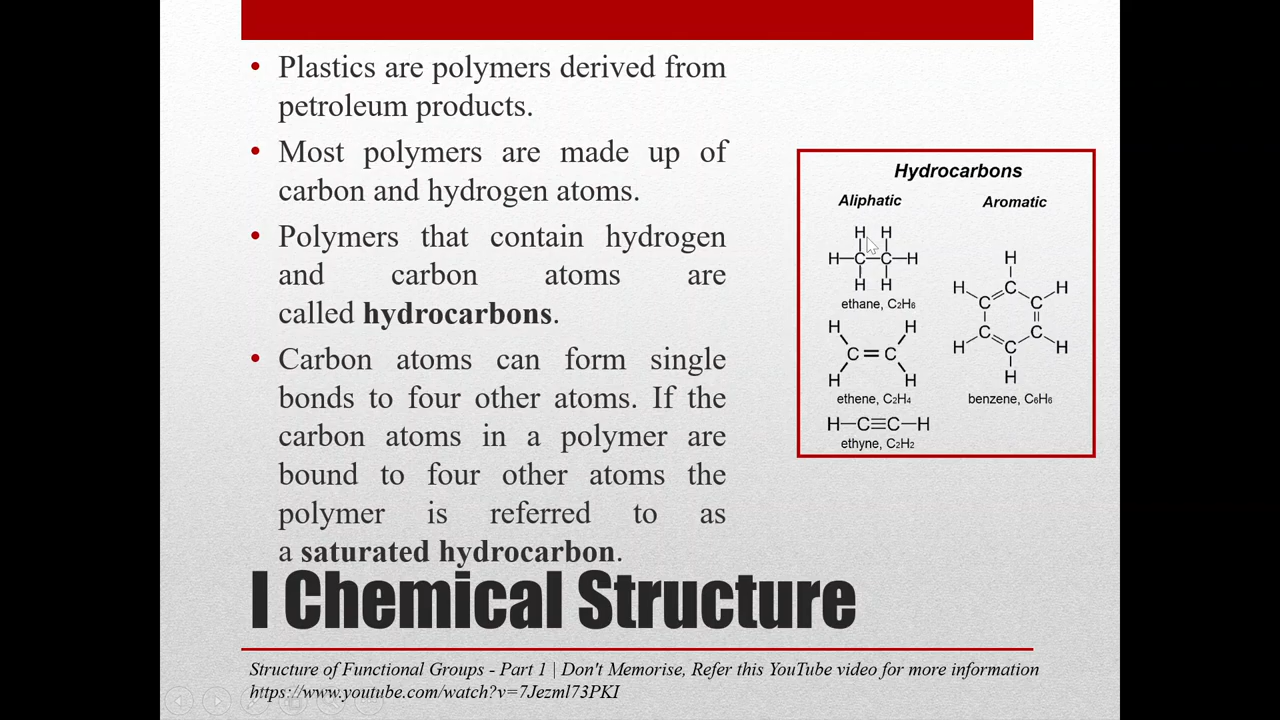 • Plastics are polymers derived from
petroleum products.
• Most polymers are made up of
carbon and hydrogen atoms.
• Polymers that contain hydrogen
and carbon atoms are
called hydrocarbons.
• Carbon atoms can form single
bonds to four other atoms. If the
carbon atoms in a polymer are
bound to four other atoms the
polymer is referred to as
a saturated hydrocarbon.
Hydrocarbons
Aliphatic
H H
H—C—C—H
H H
ethane, C2H6
H H
C=C
H H
ethene, C2H4
H—C≡C—H
ethyne, C2H2
Aromatic
H
H C H
C C
C C
H C H
H
benzene, C6H6
I Chemical Structure
Structure of Functional Groups - Part 1 | Don't Memorise, Refer this YouTube video for more information
https://www.youtube.com/watch?v=7Jezml73PKI